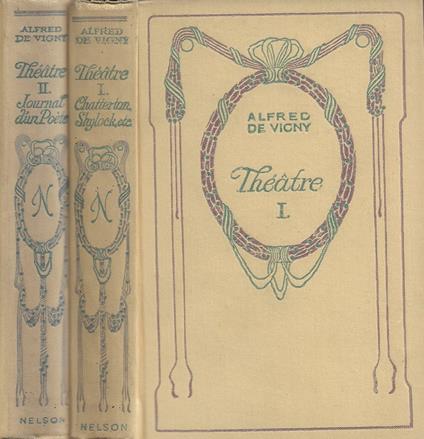 ALFRED
DE VIGNY
Théâtre
II.
Journal
d'un Poète
N
NELSON
ALFRED
DE VIGNY
Théâtre
I.
Chatterton,
Shylock, etc.
N
NELSON
ALFRED
DE VIGNY
Théâtre
I.